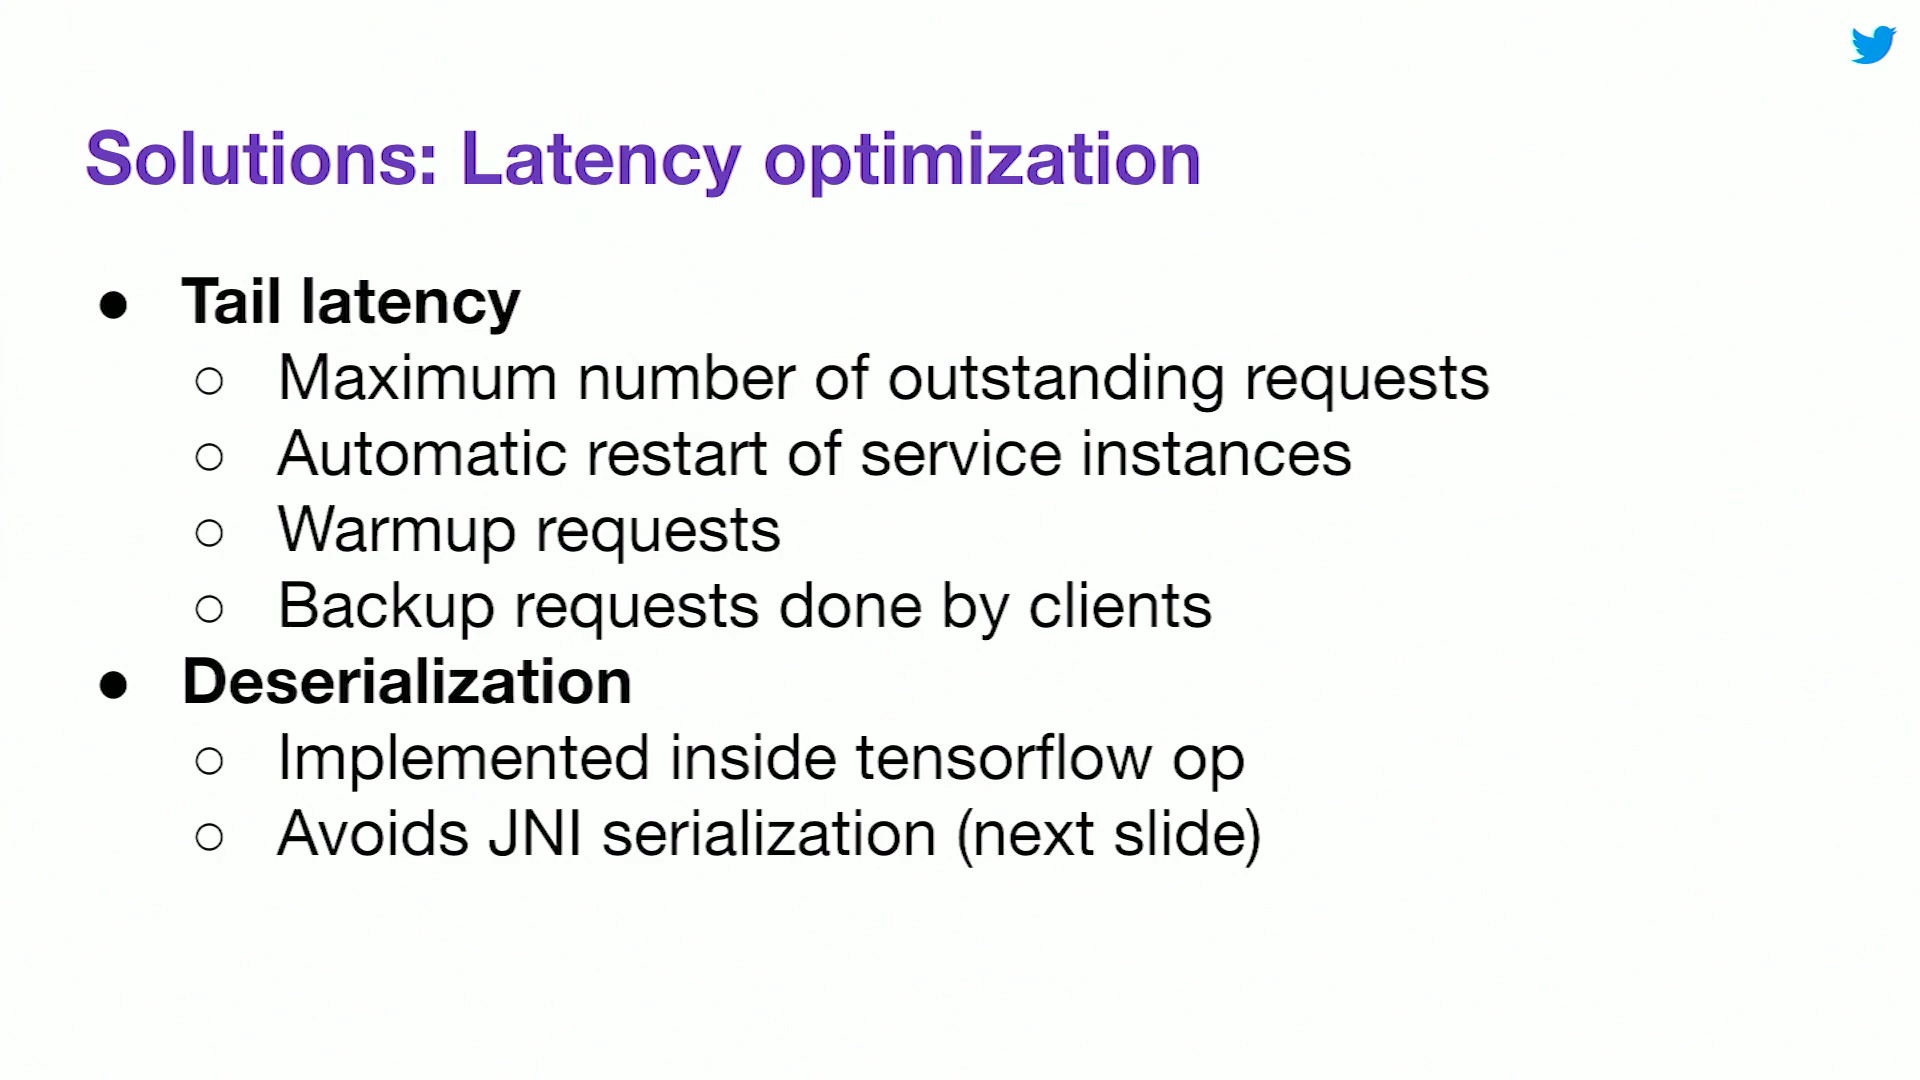 Solutions: Latency optimization
● Tail latency
○ Maximum number of outstanding requests
○ Automatic restart of service instances
○ Warmup requests
○ Backup requests done by clients
● Deserialization
○ Implemented inside tensorflow op
○ Avoids JNI serialization (next slide)